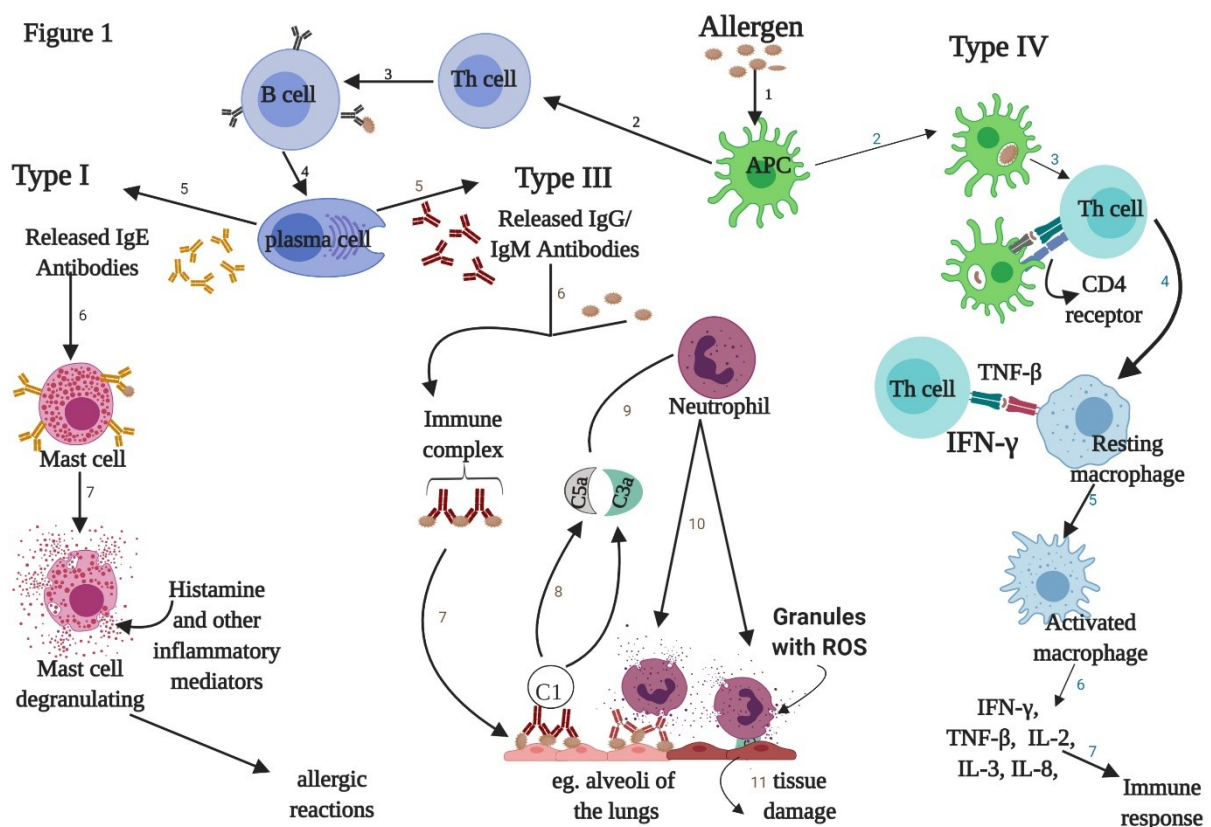 Figure 1
Allergen
Type IV
1
Th cell
3
B cell
2
APC
2
3
Th cell
4
Type I
5
5
Type III
plasma cell
Released IgE
Antibodies
Released IgG/
IgM Antibodies
CD4
receptor
4
6
6
Neutrophil
Th cell
TNF-β
IFN-γ
Resting
macrophage
Mast cell
Immune
complex
9
7
C5a
C3a
5
10
Histamine
and other
inflammatory
mediators
Mast cell
degranulating
7
8
Granules
with ROS
Activated
macrophage
C1
6
IFN-γ,
TNF-β, IL-2,
IL-3, IL-8,
7
allergic
reactions
eg. alveoli of
the lungs
11 tissue
damage
Immune
response